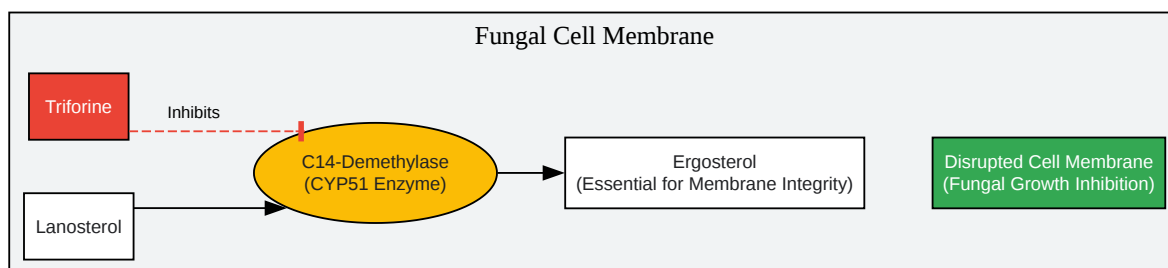 Fungal Cell Membrane
Triforine
Inhibits
C14-Demethylase
(CYP51 Enzyme)
Ergosterol
(Essential for Membrane Integrity)
Disrupted Cell Membrane
(Fungal Growth Inhibition)
Lanosterol